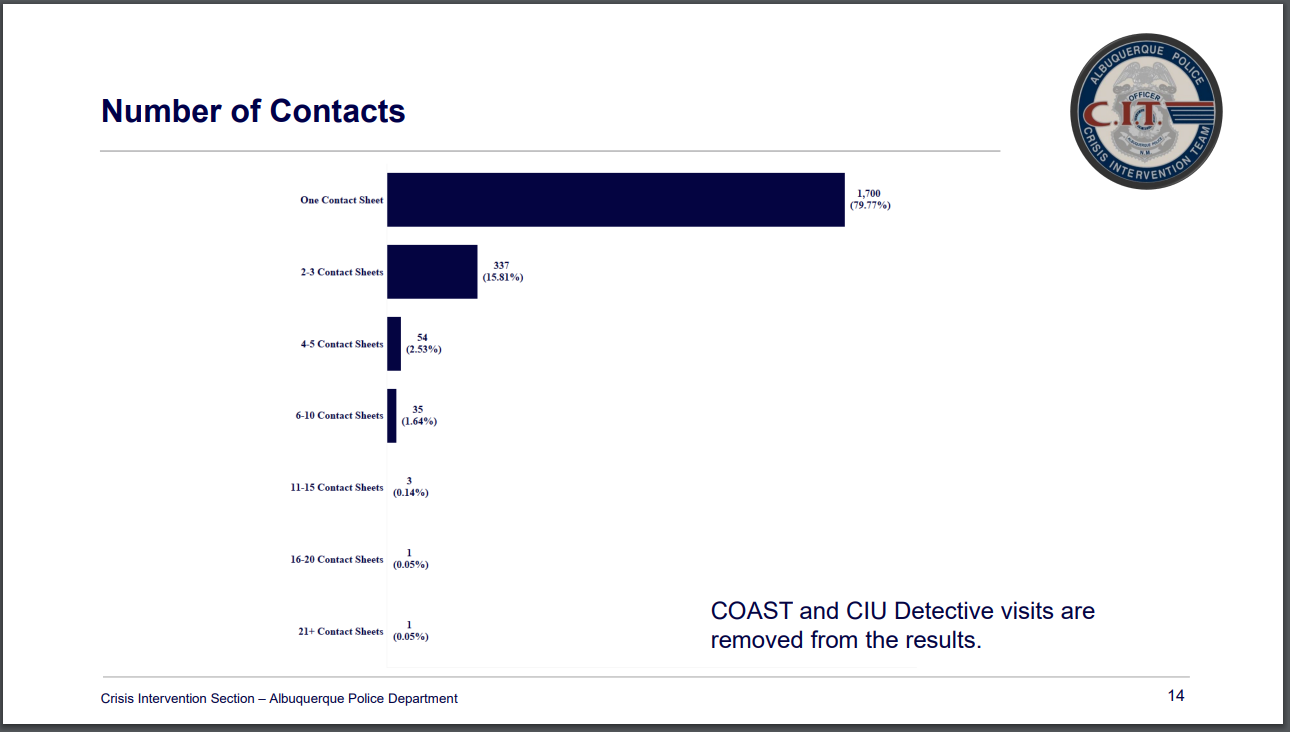 ALBUQUERQUE POLICE
OFFICER
C.I.T.
N.M.
CRISIS INTERVENTION TEAM
Number of Contacts
One Contact Sheet
1,700
(79.77%)
2-3 Contact Sheets
337
(15.81%)
4-5 Contact Sheets
54
(2.53%)
6-10 Contact Sheets
35
(1.64%)
11-15 Contact Sheets
3
(0.14%)
16-20 Contact Sheets
1
(0.05%)
21+ Contact Sheets
1
(0.05%)
COAST and CIU Detective visits are
removed from the results.
Crisis Intervention Section – Albuquerque Police Department
14